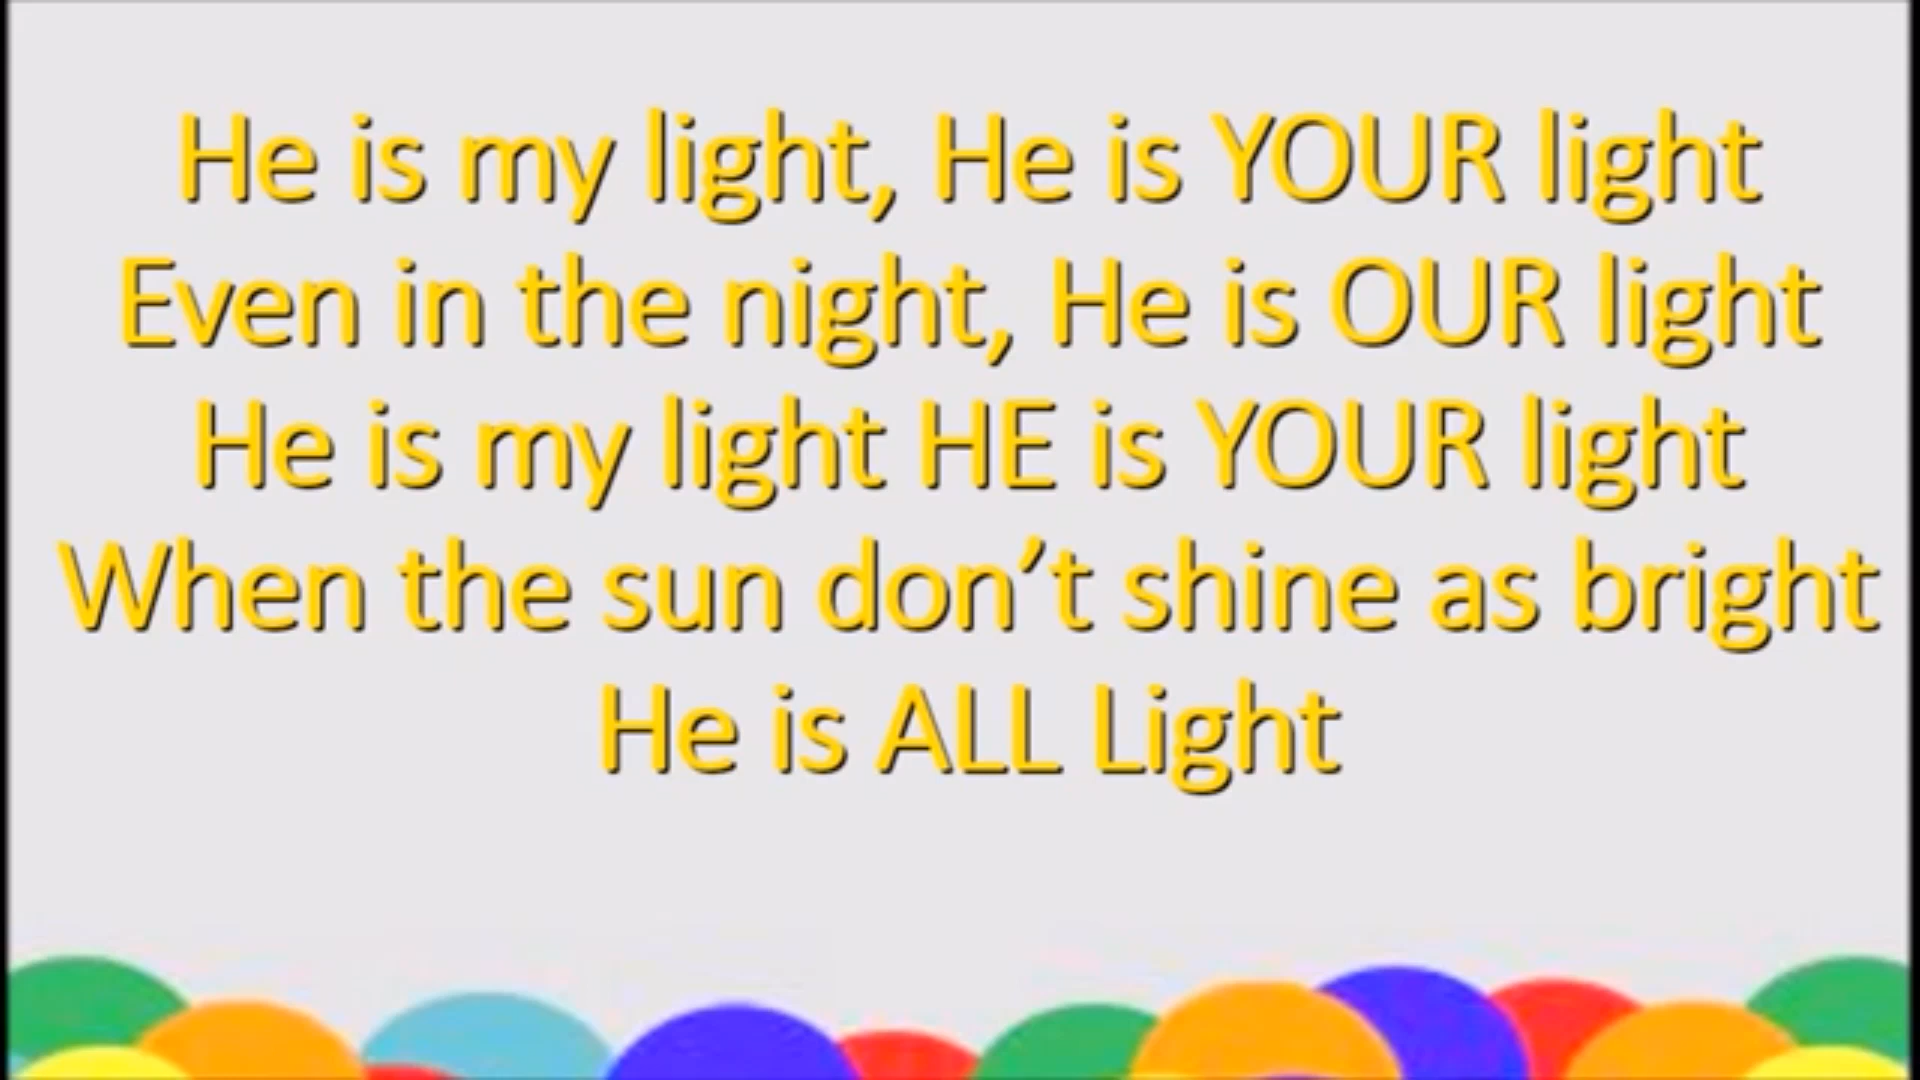 He is my light, He is YOUR light
Even in the night, He is OUR light
He is my light HE is YOUR light
When the sun don’t shine as bright
He is ALL Light